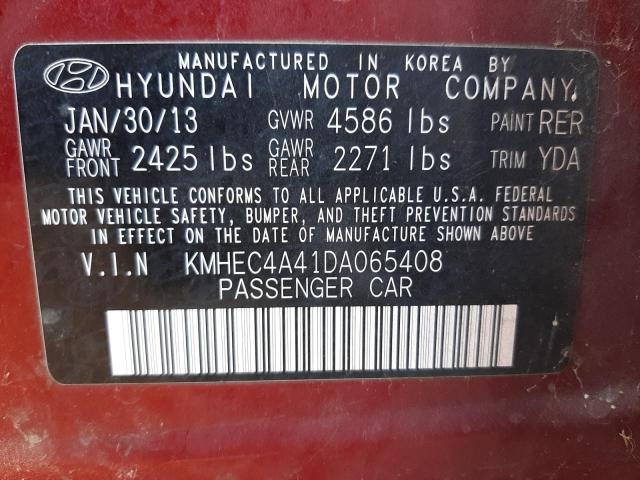 MANUFACTURED IN KOREA BY
HYUNDAI MOTOR COMPANY.
JAN/30/13 GVWR 4586 lbs PAINT RER
GAWR FRONT 2425 lbs GAWR REAR 2271 lbs TRIM YDA
THIS VEHICLE CONFORMS TO ALL APPLICABLE U.S.A. FEDERAL
MOTOR VEHICLE SAFETY, BUMPER, AND THEFT PREVENTION STANDARDS
IN EFFECT ON THE DATE OF MANUFACTURE SHOWN ABOVE
V.I.N KMHEC4A41DA065408
PASSENGER CAR